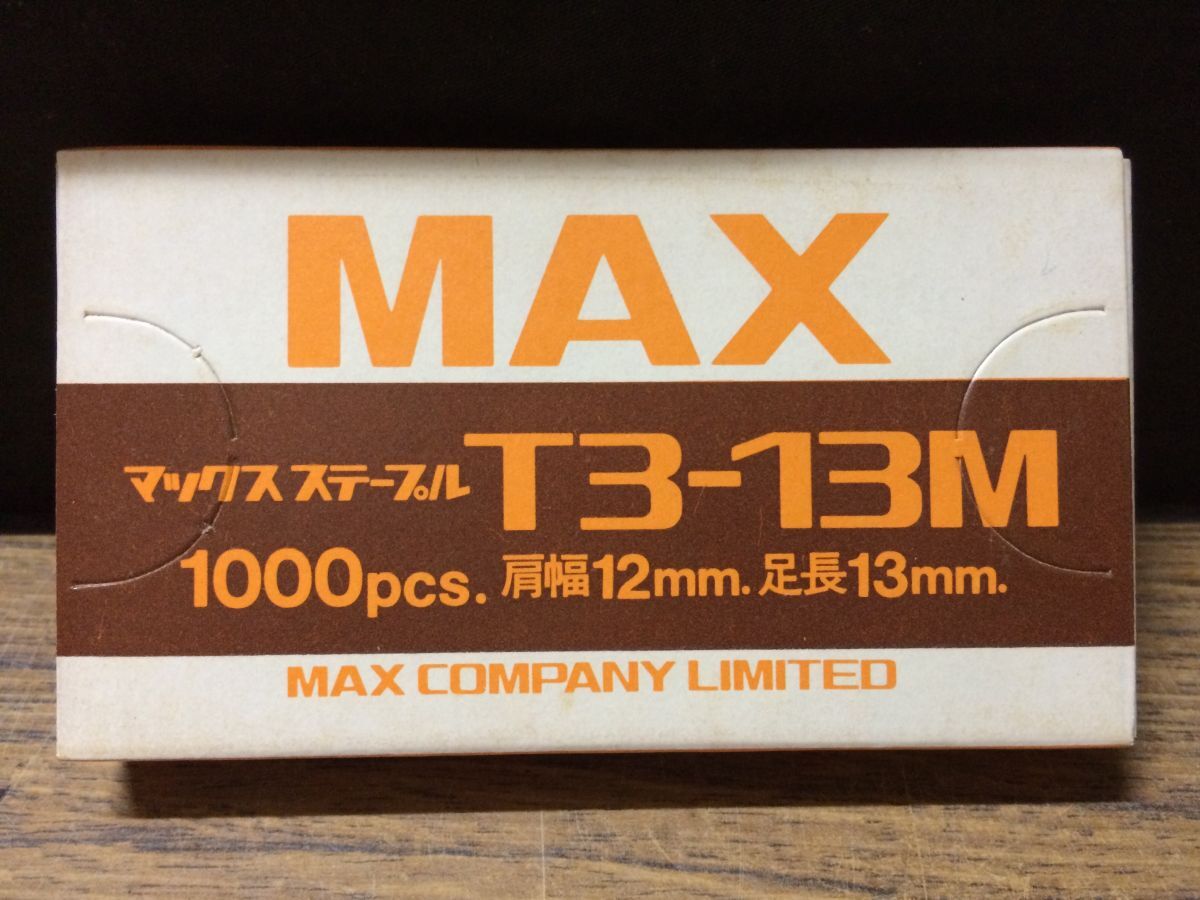 MAX
マックス ステープル T3-13M
1000pcs. 肩幅12mm. 足長13mm.
MAX COMPANY LIMITED